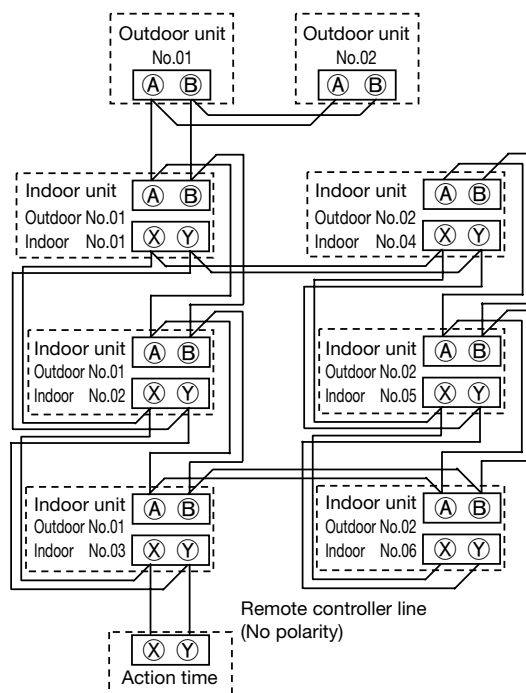 Outdoor unit
No.01
A B
Outdoor unit
No.02
A B
Indoor unit
Outdoor No.01
Indoor No.01
A B
X Y
Indoor unit
Outdoor No.02
Indoor No.04
A B
X Y
Indoor unit
Outdoor No.01
Indoor No.02
A B
X Y
Indoor unit
Outdoor No.02
Indoor No.05
A B
X Y
Indoor unit
Outdoor No.01
Indoor No.03
A B
X Y
Indoor unit
Outdoor No.02
Indoor No.06
A B
X Y
Remote controller line
(No polarity)
X Y
Action time